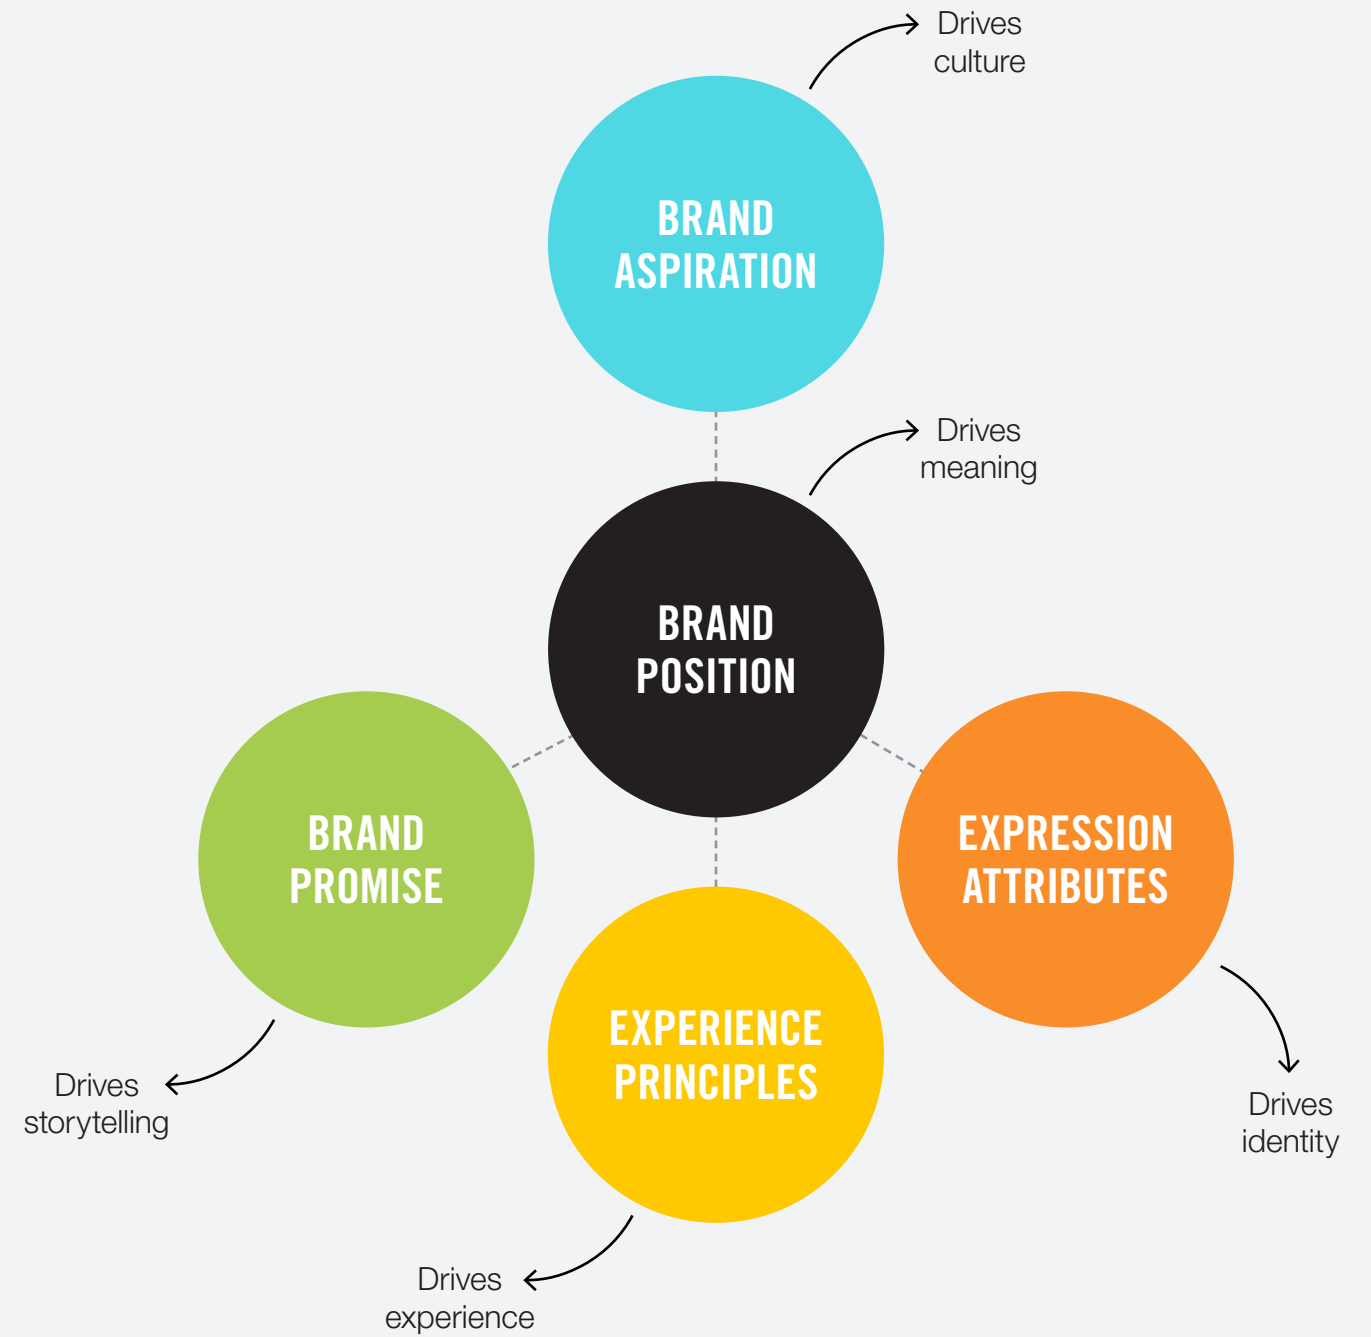 Drives
culture
BRAND
ASPIRATION
Drives
meaning
BRAND
POSITION
BRAND
PROMISE
EXPRESSION
ATTRIBUTES
EXPERIENCE
PRINCIPLES
Drives
storytelling
Drives
identity
Drives
experience